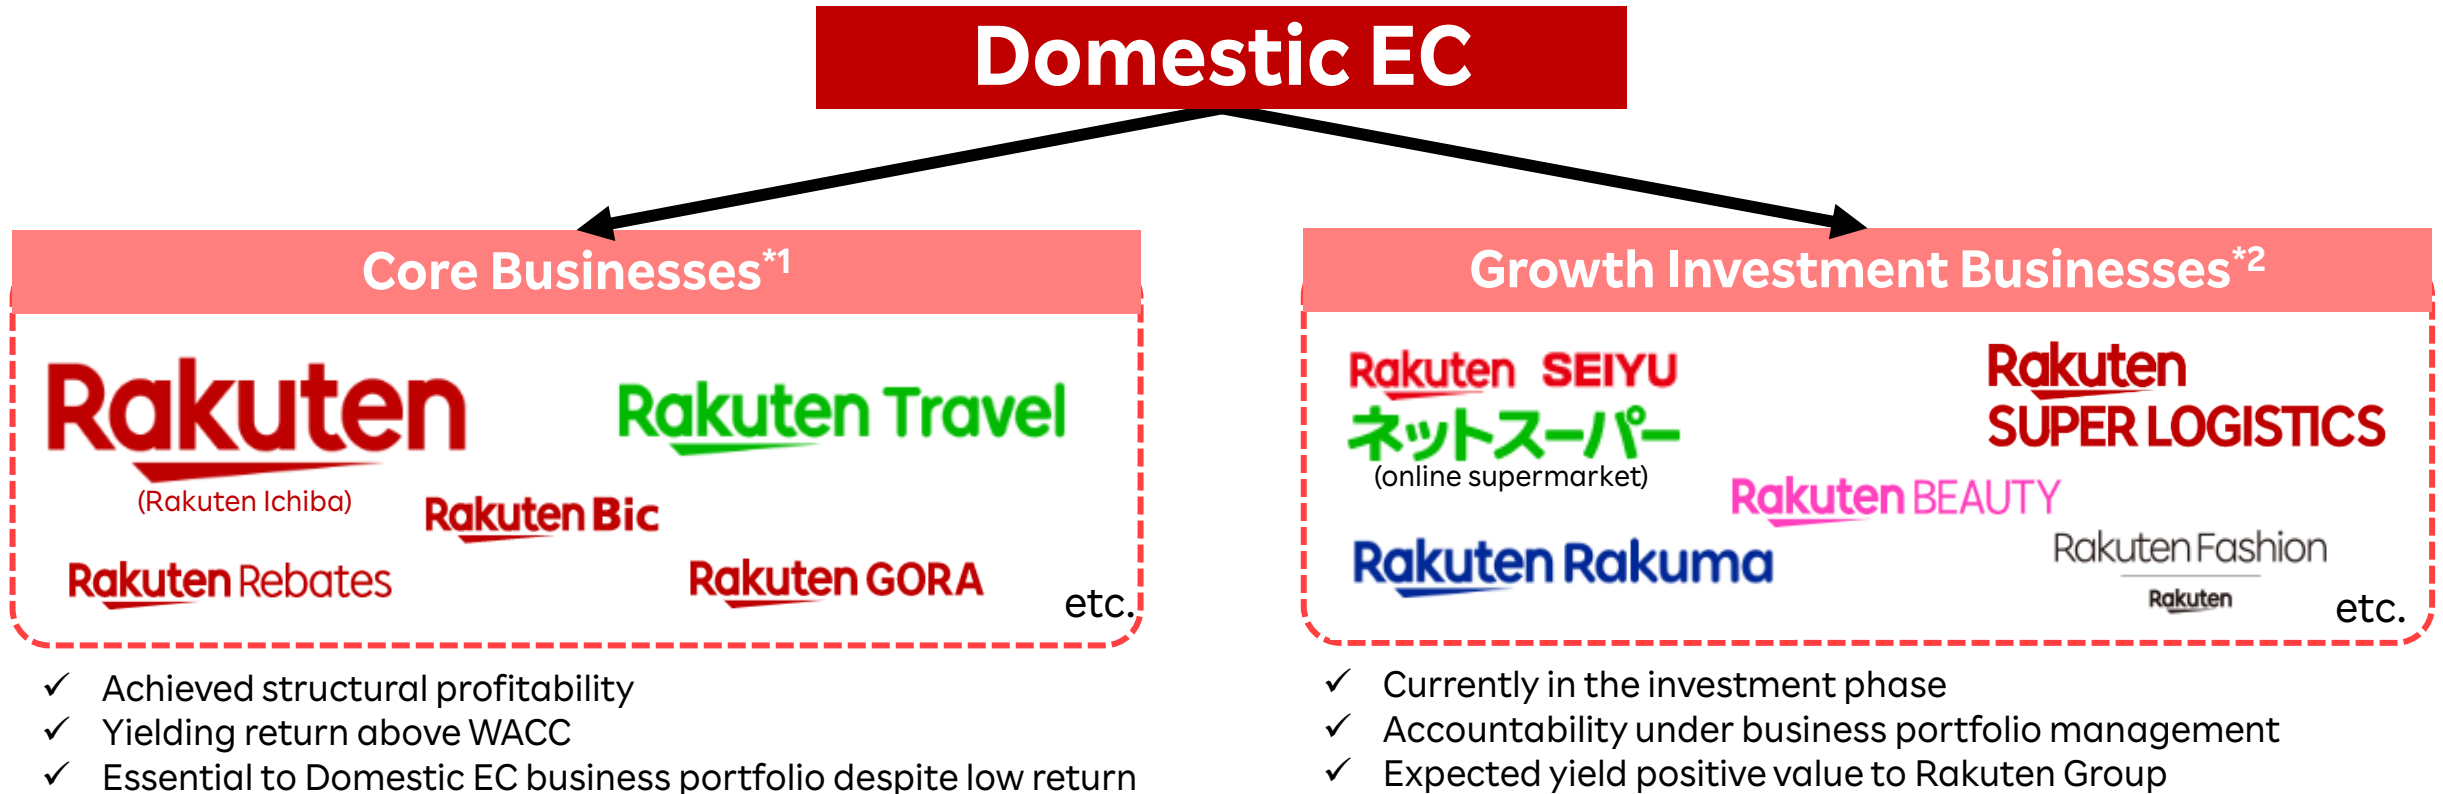 Domestic EC
Core Businesses*1
Rakuten
(Rakuten Ichiba)
Rakuten Travel
Rakuten Bic
Rakuten Rebates
Rakuten GORA
etc.
✓ Achieved structural profitability
✓ Yielding return above WACC
✓ Essential to Domestic EC business portfolio despite low return
Growth Investment Businesses*2
Rakuten SEIYU
ネットスーパー
(online supermarket)
Rakuten
SUPER LOGISTICS
Rakuten BEAUTY
Rakuten Rakuma
Rakuten Fashion
Rakuten
etc.
✓ Currently in the investment phase
✓ Accountability under business portfolio management
✓ Expected yield positive value to Rakuten Group